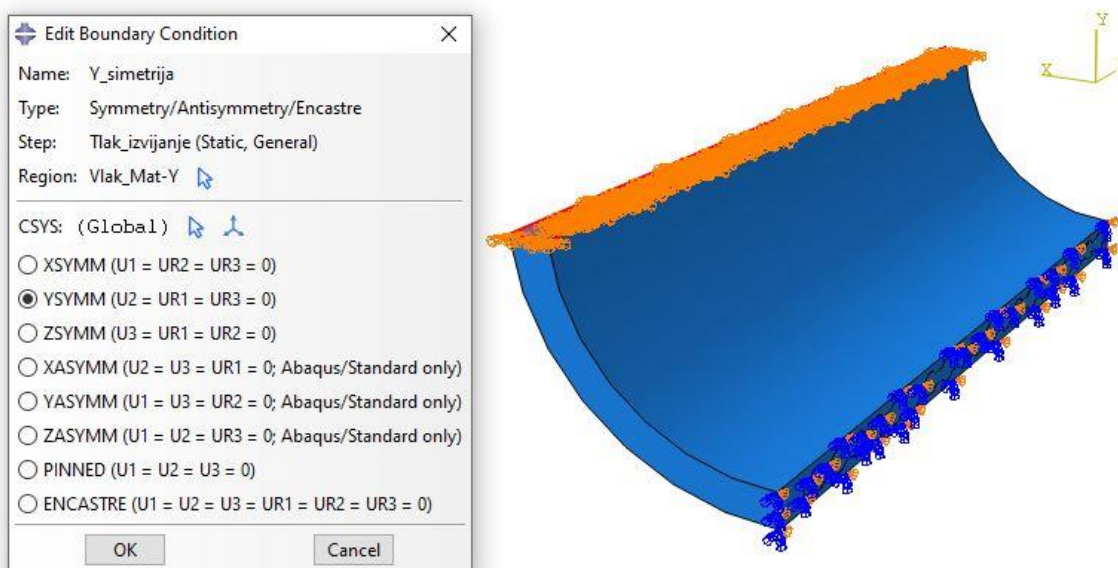 Edit Boundary Condition
Name: Y_simetrija
Type: Symmetry/Antisymmetry/Encastre
Step: Tlak_izvijanje (Static, General)
Region: Vlak_Mat-Y
CSYS: (Global)
XSYMM (U1 = UR2 = UR3 = 0)
YSYMM (U2 = UR1 = UR3 = 0)
ZSYMM (U3 = UR1 = UR2 = 0)
XASYMM (U2 = U3 = UR1 = 0; Abaqus/Standard only)
YASYMM (U1 = U3 = UR2 = 0; Abaqus/Standard only)
ZASYMM (U1 = U2 = UR3 = 0; Abaqus/Standard only)
PINNED (U1 = U2 = U3 = 0)
ENCASTRE (U1 = U2 = U3 = UR1 = UR2 = UR3 = 0)
OK Cancel
Y
X